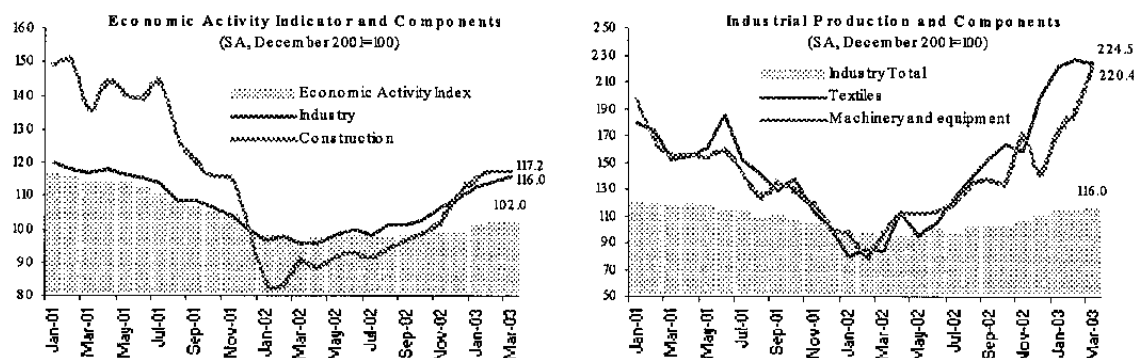 Economic Activity Indicator and Components
(SA, December 2001=100)
160
150
140
130
120
110
100
90
80
Economic Activity Index
Industry
Construction
117.2
116.0
102.0
Jan-01
Mar-01
May-01
Jul-01
Sep-01
Nov-01
Jan-02
Mar-02
May-02
Jul-02
Sep-02
Nov-02
Jan-03
Mar-03
Industrial Production and Components
(SA, December 2001=100)
250
230
210
190
170
150
130
110
90
70
50
Industry Total
Textiles
Machinery and equipment
224.5
220.4
116.0
Jan-01
Mar-01
May-01
Jul-01
Sep-01
Nov-01
Jan-02
Mar-02
May-02
Jul-02
Sep-02
Nov-02
Jan-03
Mar-03